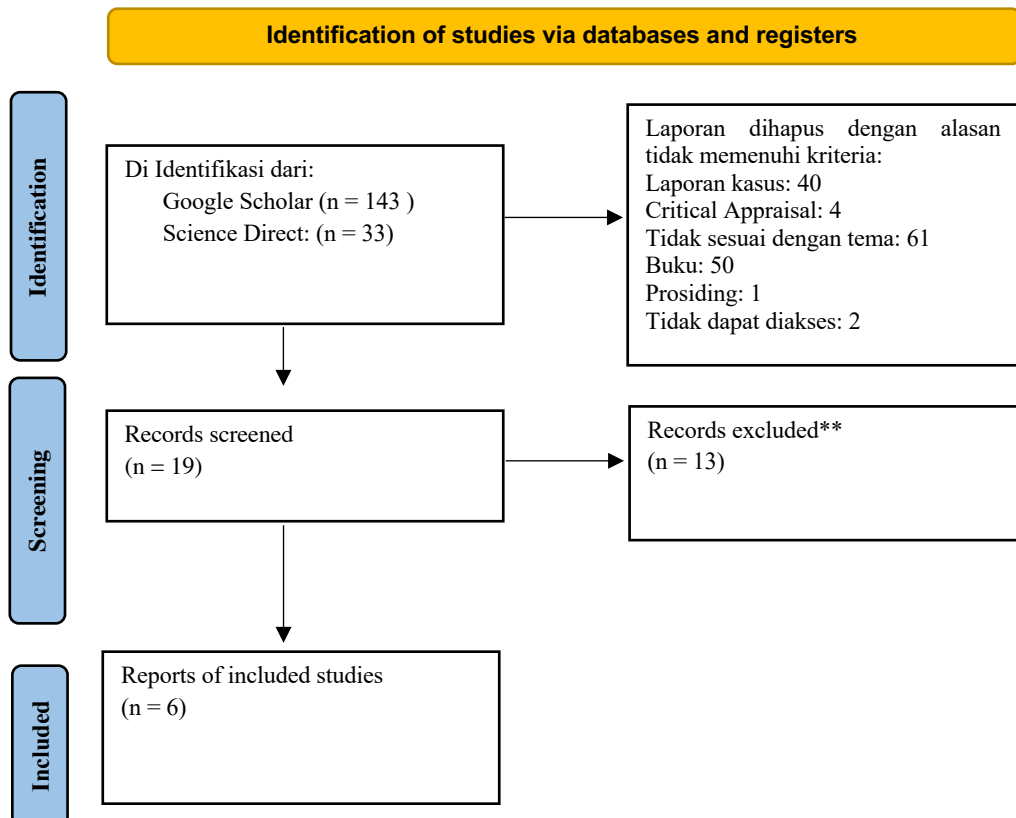 Identification of studies via databases and registers
Identification
Di Identifikasi dari:
Google Scholar (n = 143 )
Science Direct: (n = 33)
Laporan dihapus dengan alasan
tidak memenuhi kriteria:
Laporan kasus: 40
Critical Appraisal: 4
Tidak sesuai dengan tema: 61
Buku: 50
Prosiding: 1
Tidak dapat diakses: 2
Screening
Records screened
(n = 19)
Records excluded**
(n = 13)
Included
Reports of included studies
(n = 6)